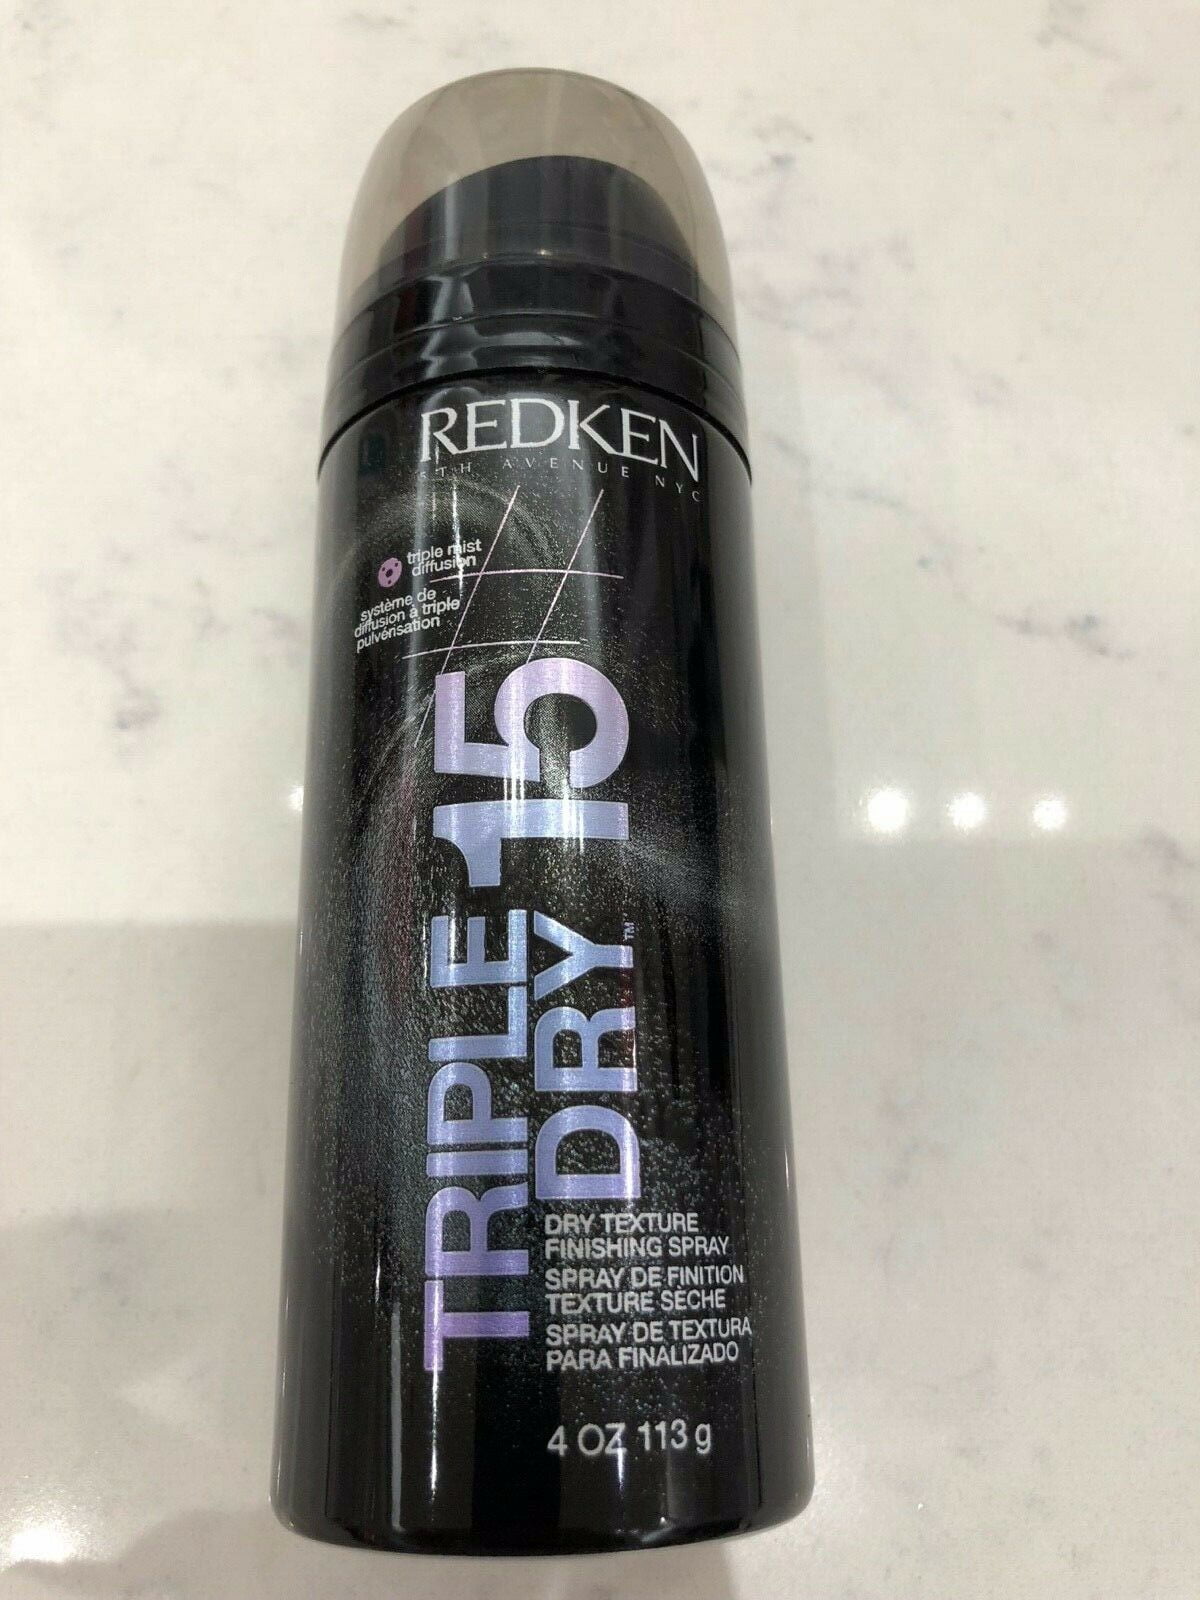 REDKEN
5TH AVENUE NYC
triple mist
diffusion
système de
diffusion à triple
pulvérisation
TRIPLE 15
DRY™
DRY TEXTURE
FINISHING SPRAY
SPRAY DE FINITION
TEXTURE SÈCHE
SPRAY DE TEXTURA
PARA FINALIZADO
4 OZ 113 g